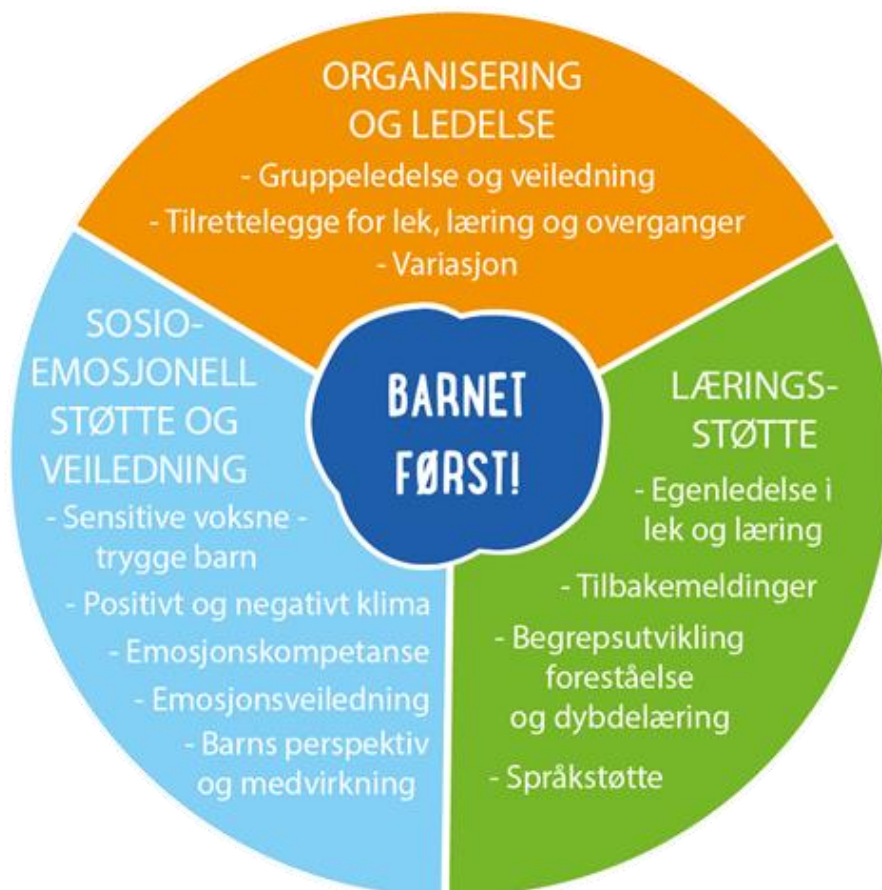 ORGANISERING
OG LEDELSE
- Gruppeledelse og veiledning
- Tilrettelegge for lek, læring og overganger
- Variasjon
SOSIO-
EMOSJONELL
STØTTE OG
VEILEDNING
- Sensitive voksne -
trygge barn
- Positivt og negativt klima
- Emosjonskompetanse
- Emosjonsveiledning
- Barns perspektiv
og medvirkning
BARNET
FØRST!
LÆRINGS-
STØTTE
- Egenledelse i
lek og læring
- Tilbakemeldinger
- Begrepsutvikling
foreståelse
og dybdelæring
- Språkstøtte